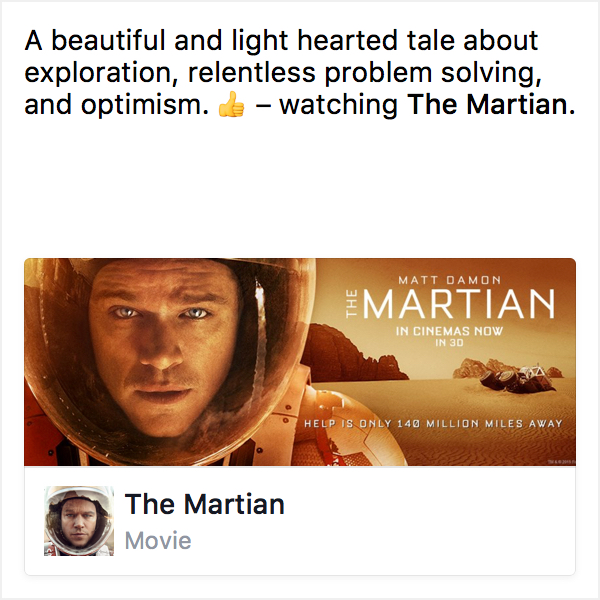 A beautiful and light hearted tale about
exploration, relentless problem solving,
and optimism. 👍 – watching The Martian.
MATT DAMON
THE MARTIAN
IN CINEMAS NOW
IN 3D
HELP IS ONLY 140 MILLION MILES AWAY
The Martian
Movie